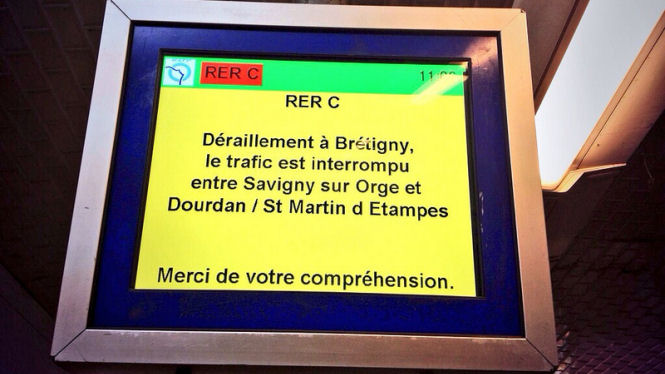 RER C
RER C
Déraillement à Brétigny,
le trafic est interrompu
entre Savigny sur Orge et
Dourdan / St Martin d Etampes
Merci de votre compréhension.